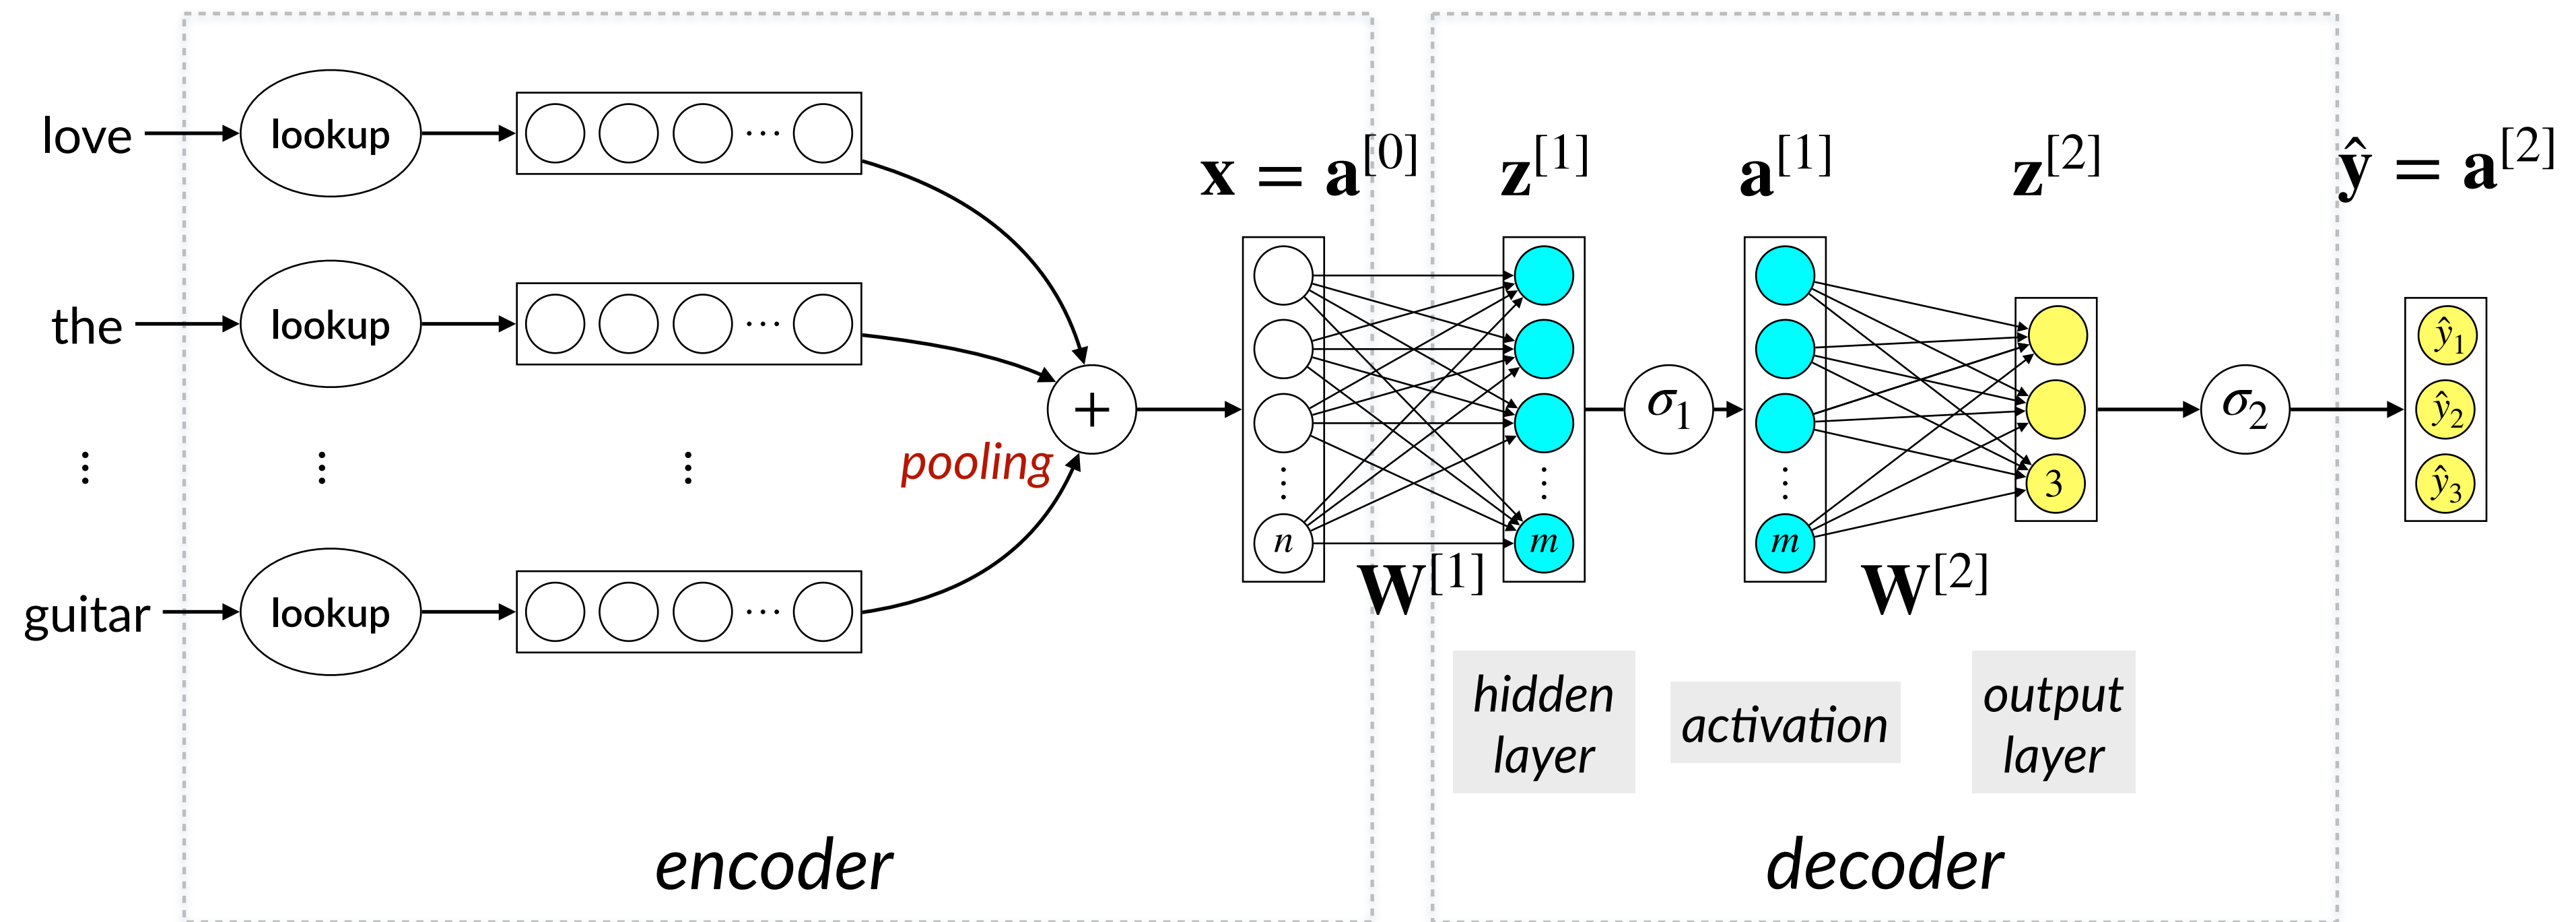 love
lookup
···
the
lookup
···
⋮
⋮
⋮
guitar
lookup
···
pooling
+
x = a[0]
z[1]
a[1]
z[2]
ŷ = a[2]
⋮
n
⋮
m
σ1
⋮
m
3
σ2
ŷ1
ŷ2
ŷ3
W[1]
W[2]
hidden
layer
activation
output
layer
encoder
decoder